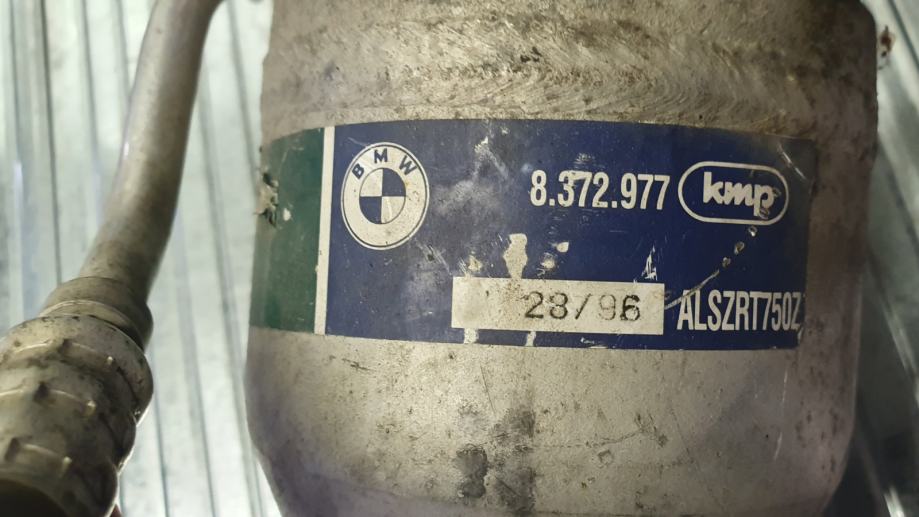 BMW
8.372.977 kmp
28/96 ALSZRT750Z